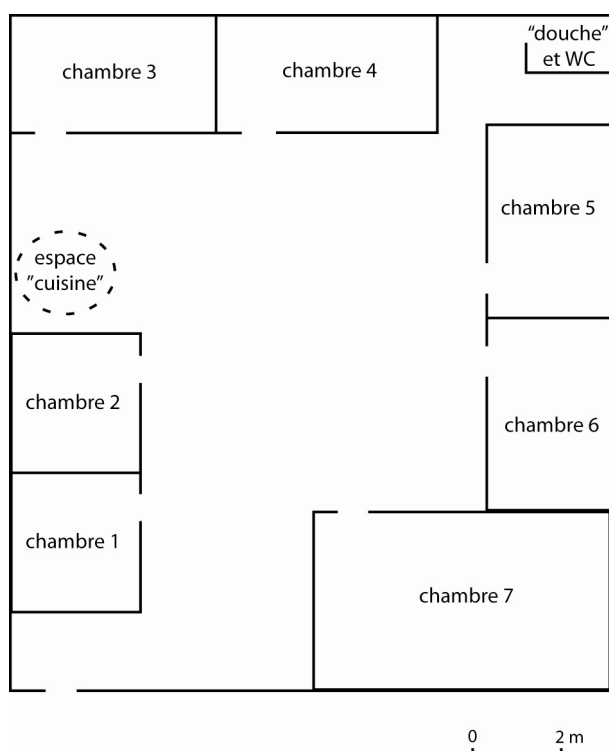 "douche"
et WC
chambre 3
chambre 4
chambre 5
espace
"cuisine"
chambre 2
chambre 6
chambre 1
chambre 7
0
2 m